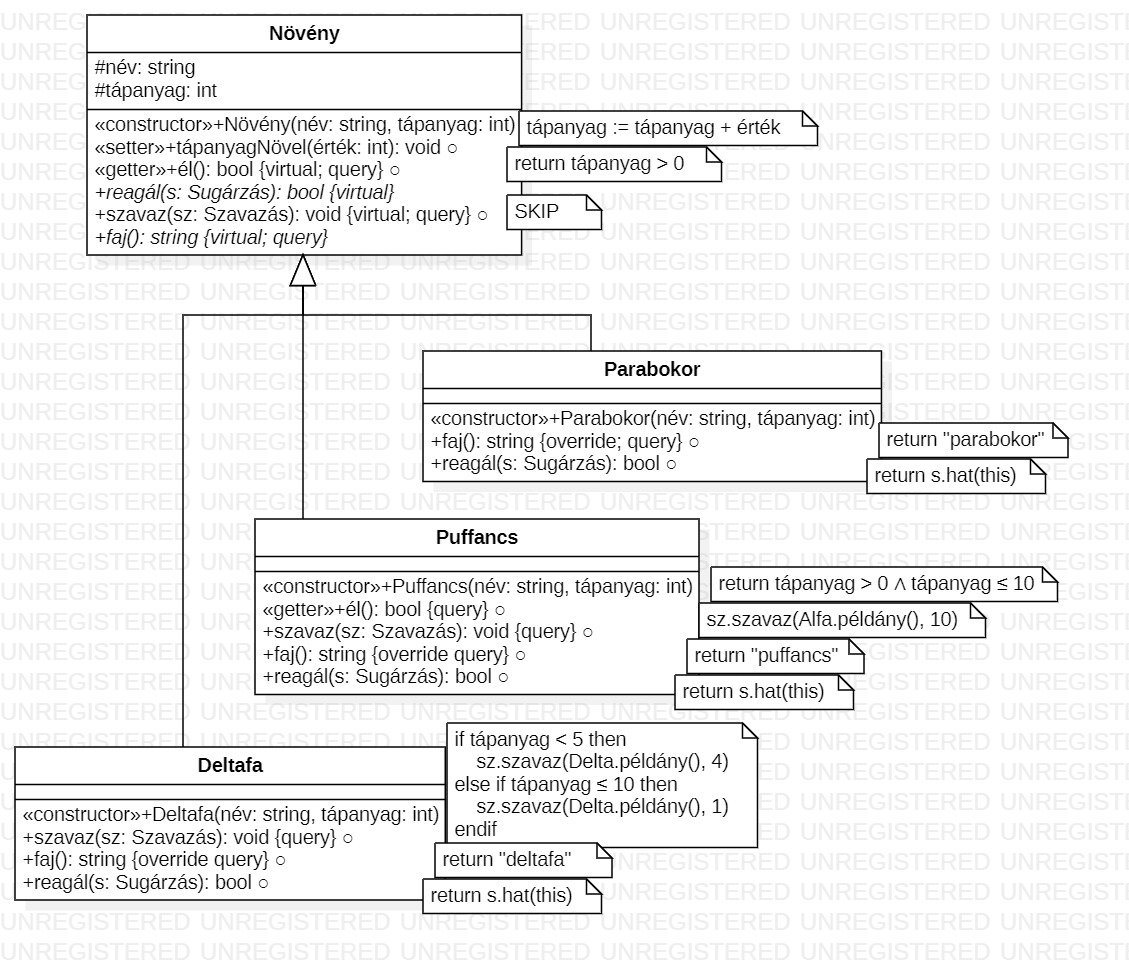 Növény
#név: string
#tápanyag: int
«constructor»+Növény(név: string, tápanyag: int)
«setter»+tápanyagNövel(érték: int): void ○
«getter»+él(): bool {virtual; query} ○
+reagál(s: Sugárzás): bool {virtual}
+szavaz(sz: Szavazás): void {virtual; query} ○
+faj(): string {virtual; query}
tápanyag := tápanyag + érték
return tápanyag > 0
SKIP
Parabokor
«constructor»+Parabokor(név: string, tápanyag: int)
+faj(): string {override; query} ○
+reagál(s: Sugárzás): bool ○
return "parabokor"
return s.hat(this)
Puffancs
«constructor»+Puffancs(név: string, tápanyag: int)
«getter»+él(): bool {query} ○
+szavaz(sz: Szavazás): void {query} ○
+faj(): string {override query} ○
+reagál(s: Sugárzás): bool ○
return tápanyag > 0 ∧ tápanyag ≤ 10
sz.szavaz(Alfa.példány(), 10)
return "puffancs"
return s.hat(this)
Deltafa
«constructor»+Deltafa(név: string, tápanyag: int)
+szavaz(sz: Szavazás): void {query} ○
+faj(): string {override query} ○
+reagál(s: Sugárzás): bool ○
if tápanyag < 5 then
sz.szavaz(Delta.példány(), 4)
else if tápanyag ≤ 10 then
sz.szavaz(Delta.példány(), 1)
endif
return "deltafa"
return s.hat(this)
UNREGISTERED